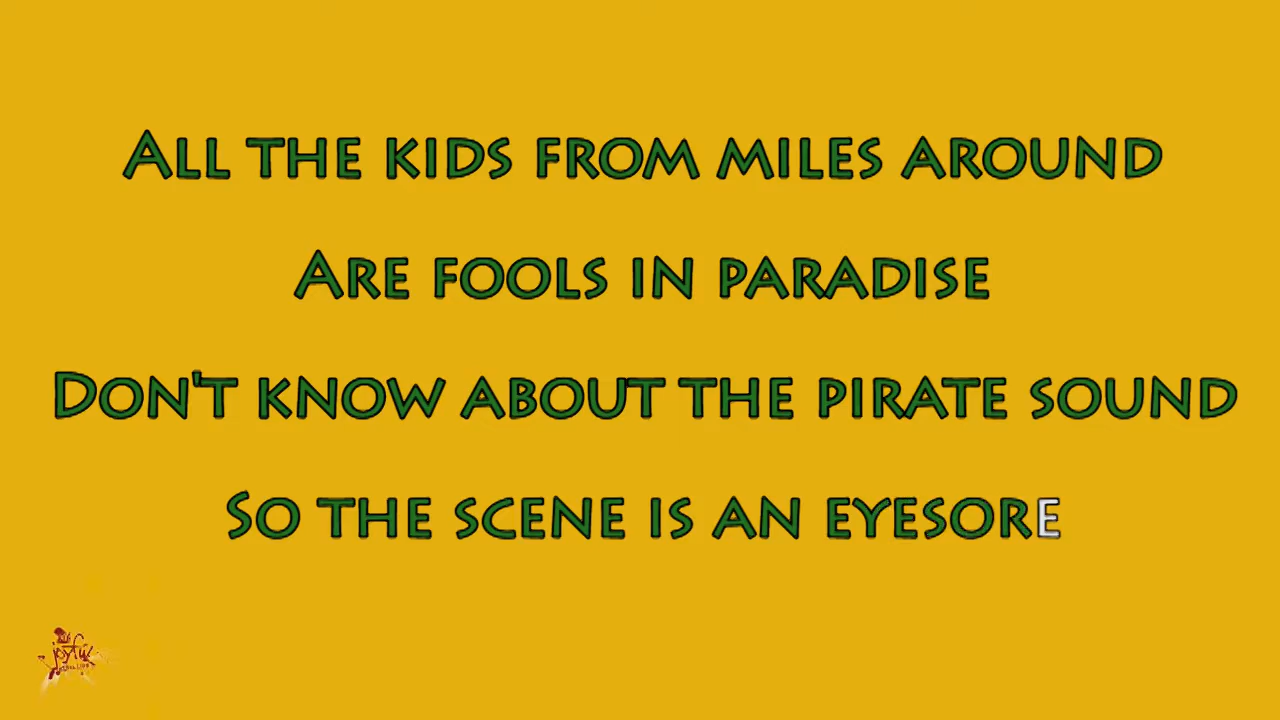 All the kids from miles around
Are fools in paradise
Don't know about the pirate sound
So the scene is an eyesore
joyful